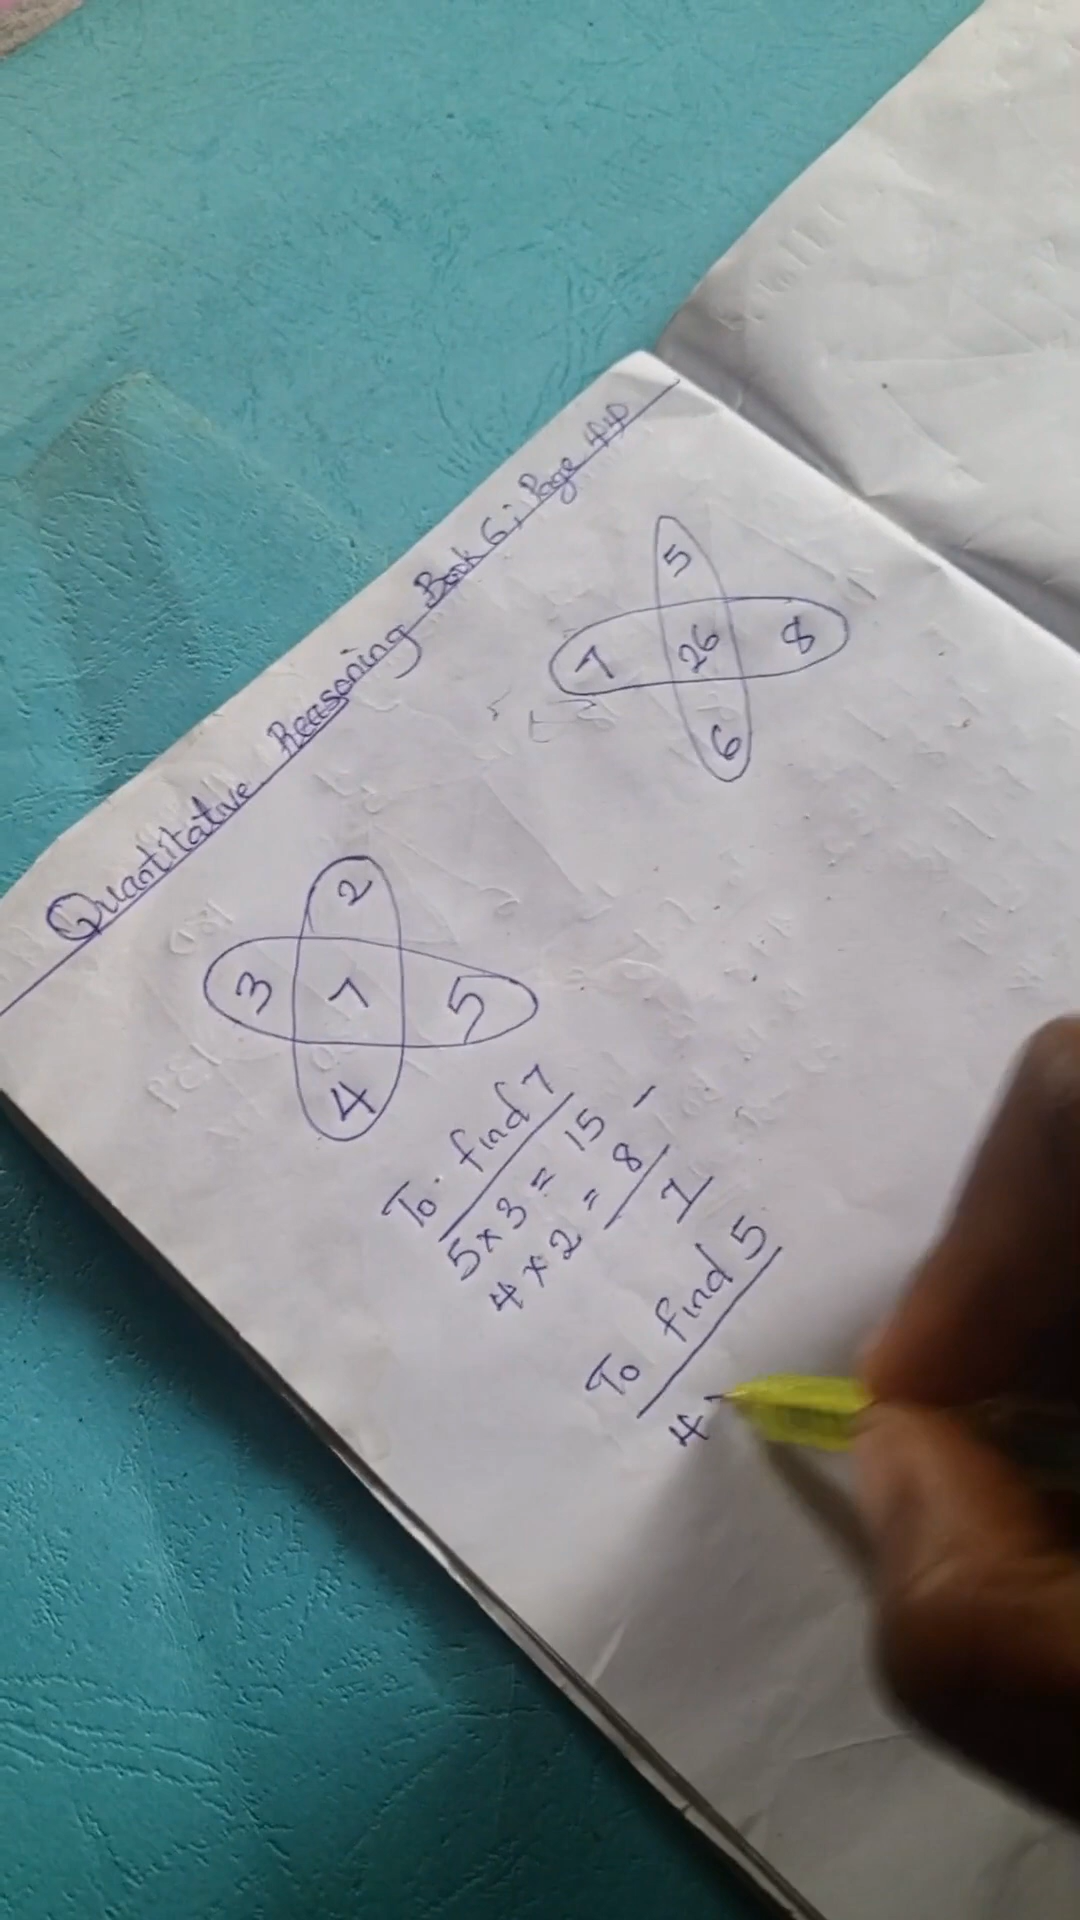 Quantitative Reasoning Book 6; Page 44
2
3 7 5
4
5
7 26 8
6
To find 7
5 x 3 = 15 -
4 x 2 = 8
7
To find 5
4